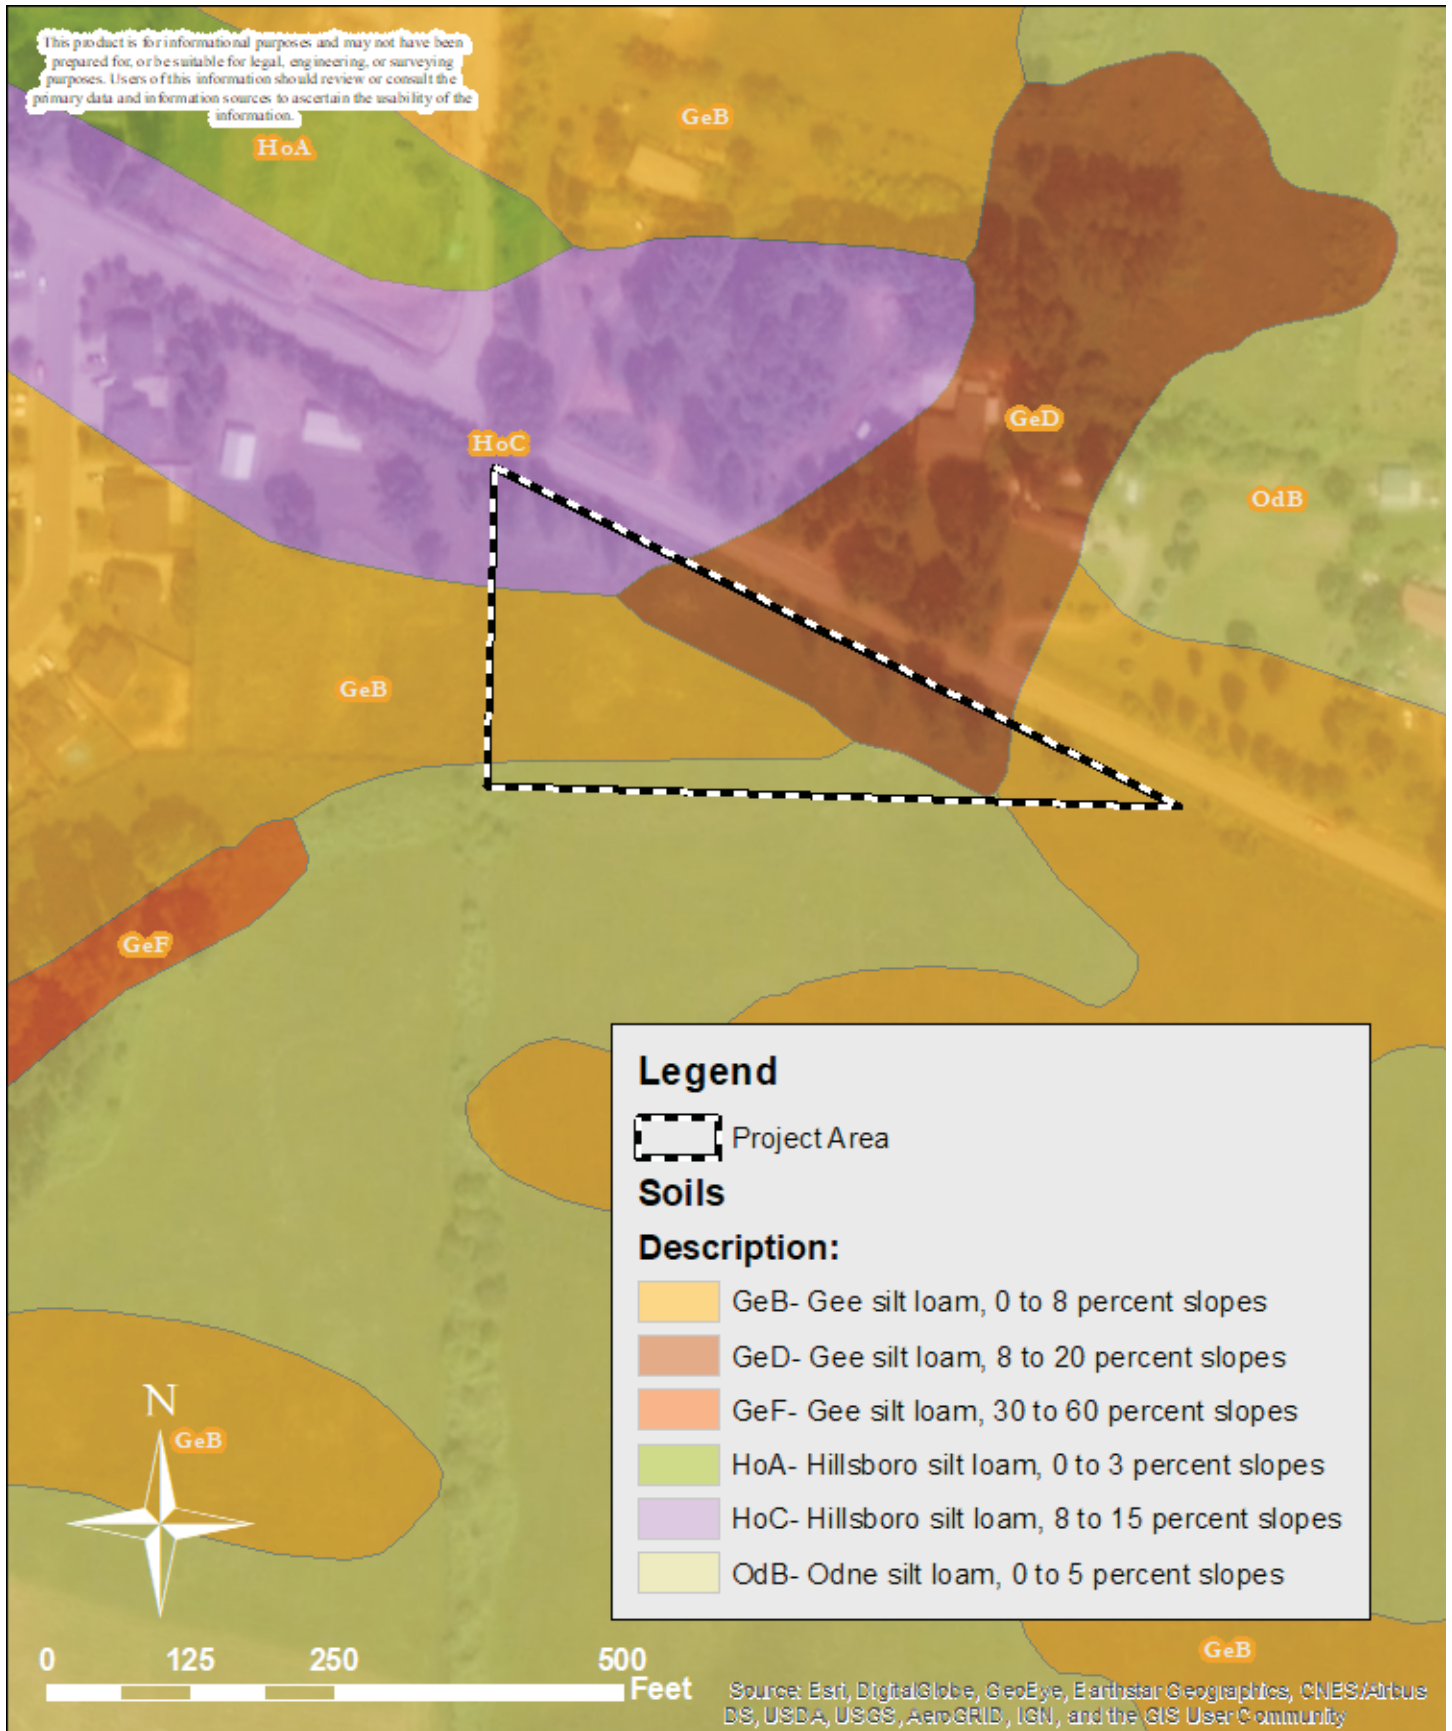 This product is for informational purposes and may not have been
prepared for, or be suitable for legal, engineering, or surveying
purposes. Users of this information should review or consult the
primary data and information sources to ascertain the usability of the
information.
GeB
HoA
GeD
HoC
OdB
GeB
GeF
Legend
Project Area
Soils
Description:
GeB- Gee silt loam, 0 to 8 percent slopes
GeD- Gee silt loam, 8 to 20 percent slopes
GeF- Gee silt loam, 30 to 60 percent slopes
HoA- Hillsboro silt loam, 0 to 3 percent slopes
HoC- Hillsboro silt loam, 8 to 15 percent slopes
OdB- Odne silt loam, 0 to 5 percent slopes
N
GeB
GeB
0 125 250 500
Feet
Source: Esri, DigitalGlobe, GeoEye, Earthstar Geographics, CNES/Airbus
DS, USDA, USGS, AeroGRID, IGN, and the GIS User Community